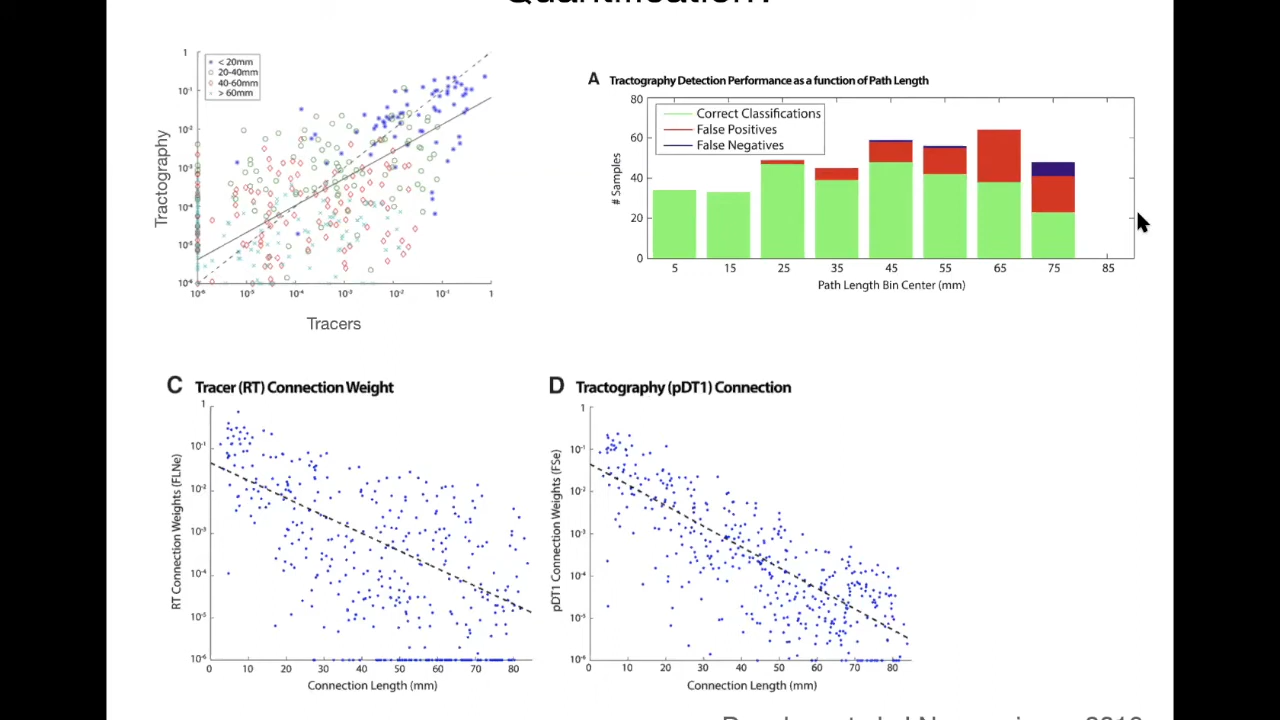 Quantification?
1
10-1
10-2
10-3
10-4
10-5
10-6
Tractography
< 20mm
20-40mm
40-60mm
> 60mm
10-6
10-5
10-4
10-3
10-2
10-1
1
Tracers
A Tractography Detection Performance as a function of Path Length
80
60
40
20
0
# Samples
Correct Classifications
False Positives
False Negatives
5 15 25 35 45 55 65 75 85
Path Length Bin Center (mm)
C Tracer (RT) Connection Weight
1
10-1
10-2
10-3
10-4
10-5
10-6
RT Connection Weights (FLNe)
0 10 20 30 40 50 60 70 80
Connection Length (mm)
D Tractography (pDT1) Connection
1
10-1
10-2
10-3
10-4
10-5
10-6
pDT1 Connection Weights (FSe)
0 10 20 30 40 50 60 70 80
Connection Length (mm)